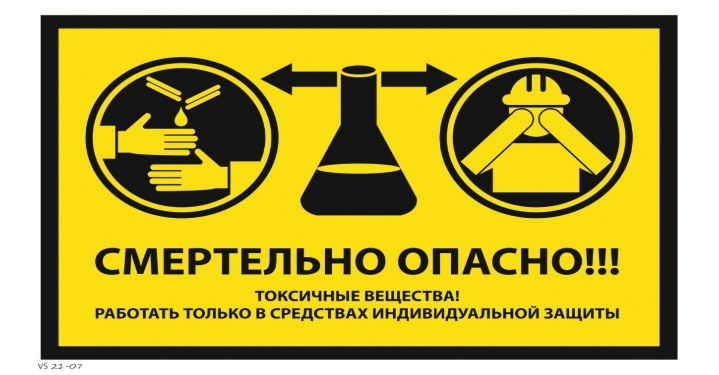 СМЕРТЕЛЬНО ОПАСНО!!!
ТОКСИЧНЫЕ ВЕЩЕСТВА!
РАБОТАТЬ ТОЛЬКО В СРЕДСТВАХ ИНДИВИДУАЛЬНОЙ ЗАЩИТЫ
VS 21-07